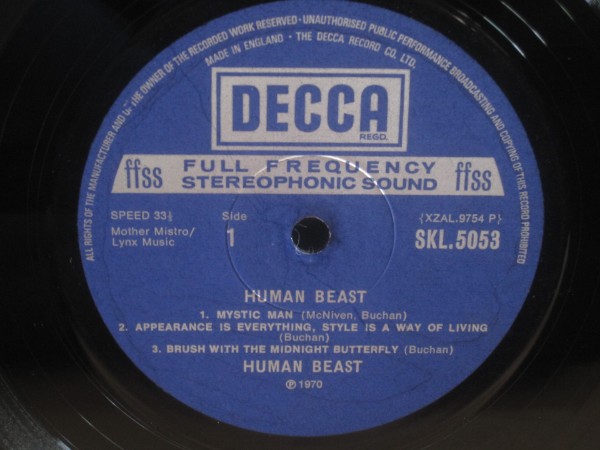 ALL RIGHTS OF THE MANUFACTURER AND OF THE OWNER OF THE RECORDED WORK RESERVED · UNAUTHORISED PUBLIC PERFORMANCE BROADCASTING AND COPYING OF THIS RECORD PROHIBITED
MADE IN ENGLAND · THE DECCA RECORD CO. LTD.
DECCA
REGD.
ffss FULL FREQUENCY ffss
STEREOPHONIC SOUND
SPEED 33⅓ Side {XZAL.9754 P}
Mother Mistro/ 1 SKL.5053
Lynx Music
HUMAN BEAST
1. MYSTIC MAN (McNiven, Buchan)
2. APPEARANCE IS EVERYTHING, STYLE IS A WAY OF LIVING
(Buchan)
3. BRUSH WITH THE MIDNIGHT BUTTERFLY (Buchan)
HUMAN BEAST
℗ 1970